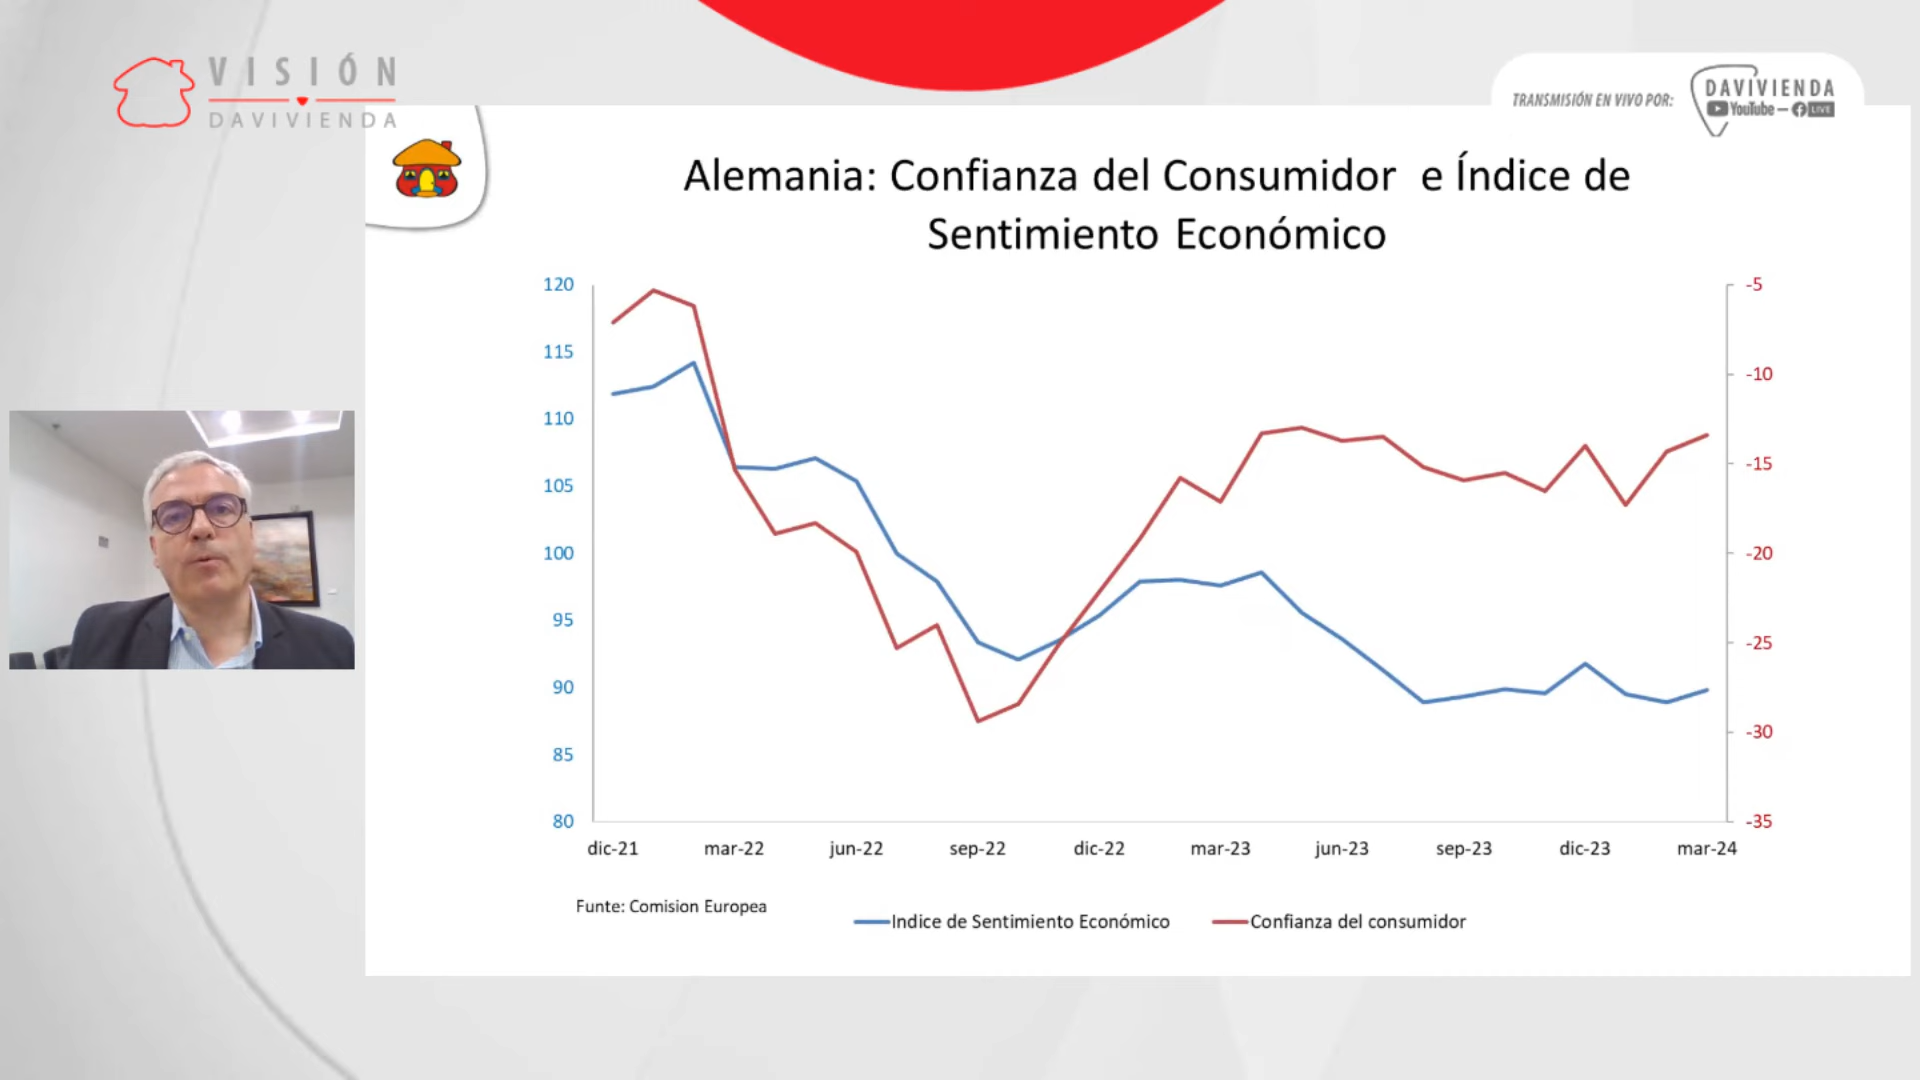 VISIÓN
DAVIVIENDA
TRANSMISIÓN EN VIVO POR:
DAVIVIENDA
YouTube — LIVE
Alemania: Confianza del Consumidor e Índice de
Sentimiento Económico
120
115
110
105
100
95
90
85
80
-5
-10
-15
-20
-25
-30
-35
dic-21 mar-22 jun-22 sep-22 dic-22 mar-23 jun-23 sep-23 dic-23 mar-24
Funte: Comision Europea
Indice de Sentimiento Económico Confianza del consumidor